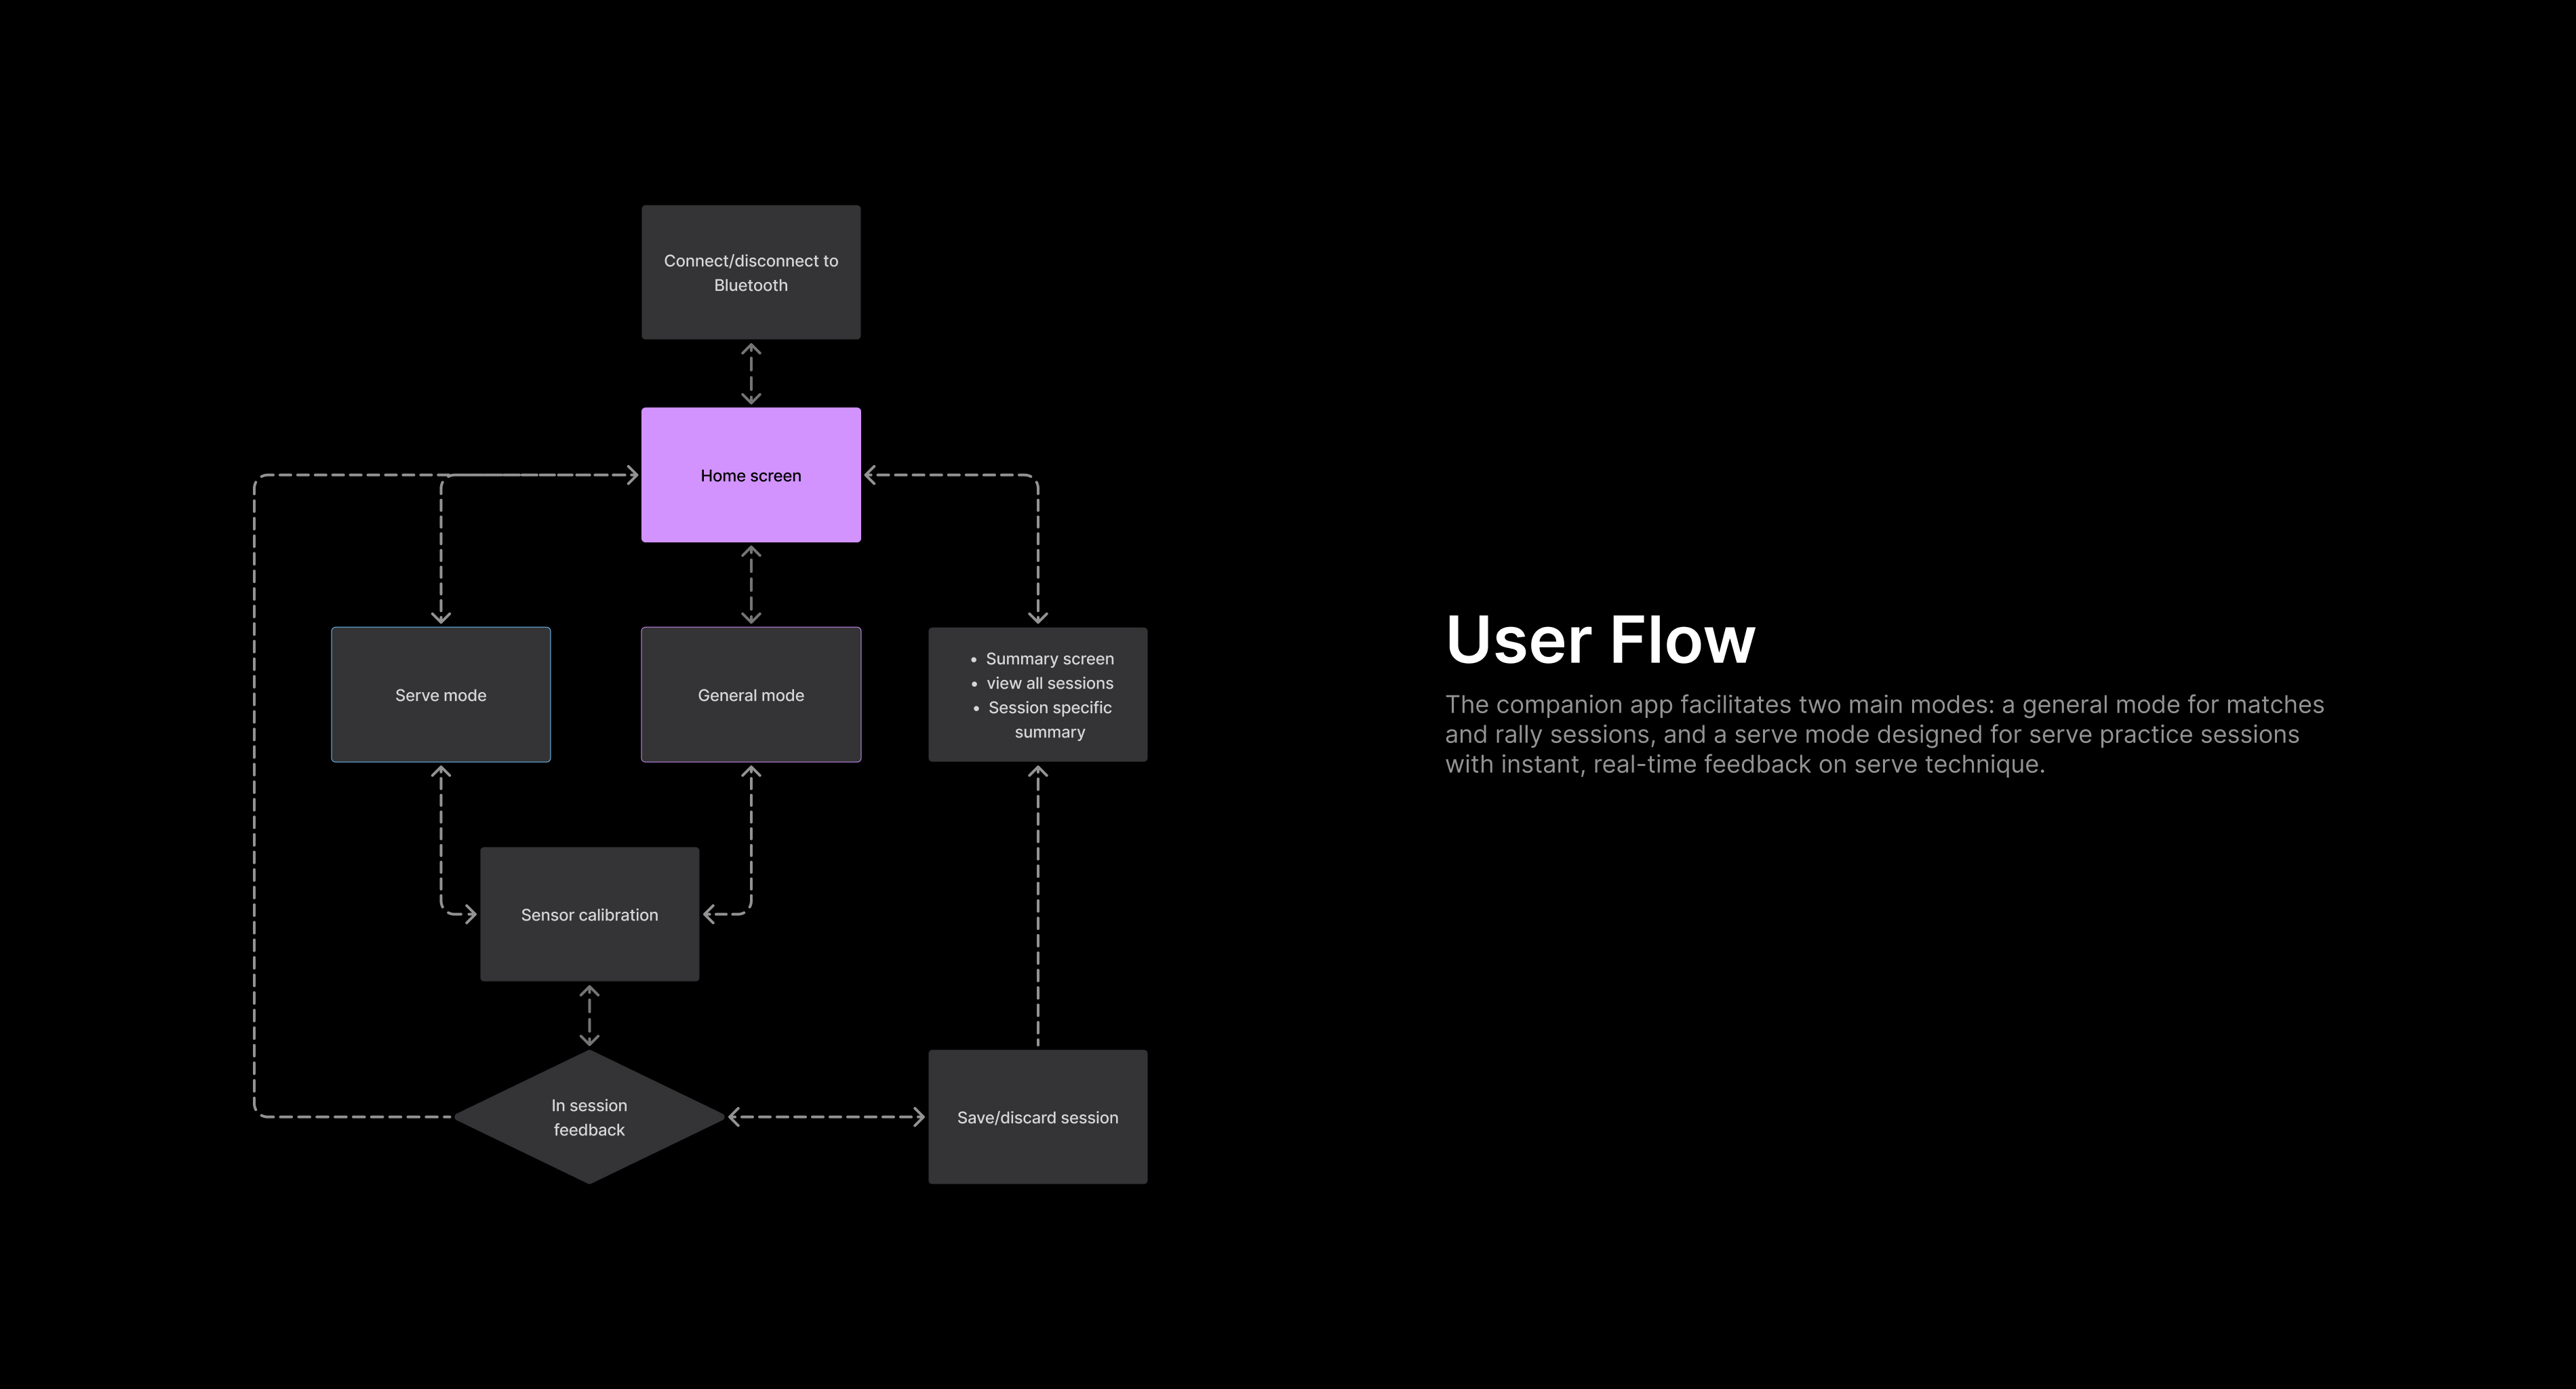 Connect/disconnect to
Bluetooth
Home screen
Serve mode
General mode
• Summary screen
• view all sessions
• Session specific
summary
Sensor calibration
In session
feedback
Save/discard session
User Flow
The companion app facilitates two main modes: a general mode for matches
and rally sessions, and a serve mode designed for serve practice sessions
with instant, real-time feedback on serve technique.